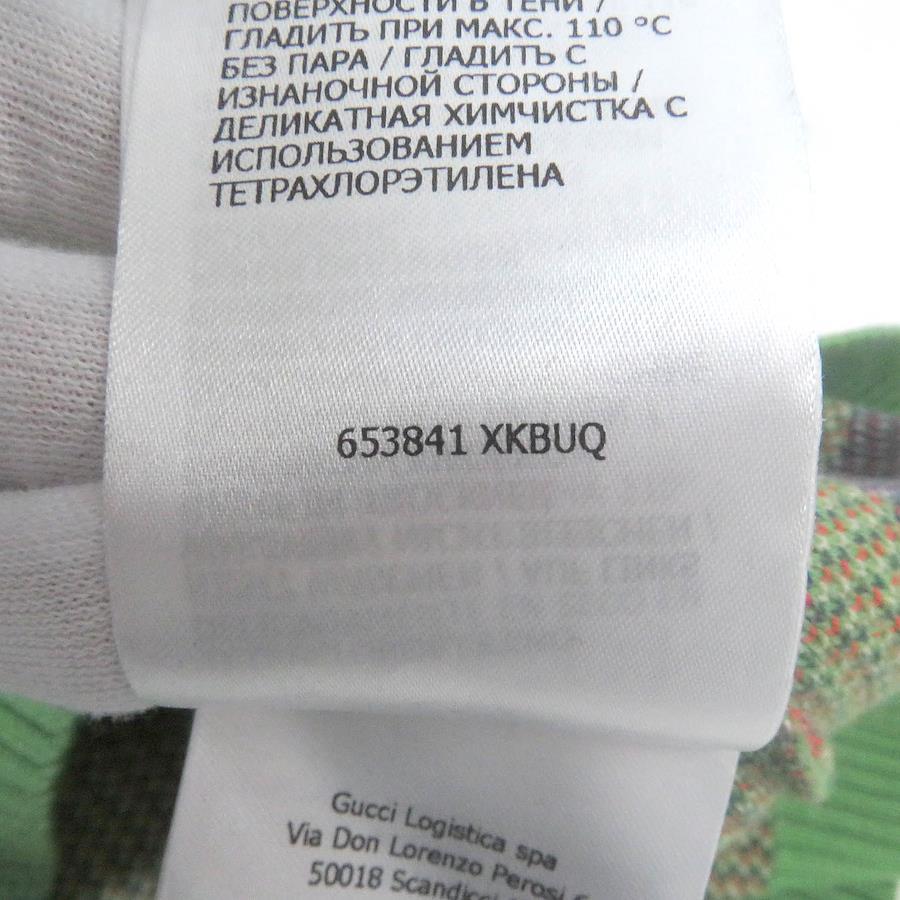 ПОВЕРХНОСТИ В ТЕНИ /
ГЛАДИТЬ ПРИ МАКС. 110 °C
БЕЗ ПАРА / ГЛАДИТЬ С
ИЗНАНОЧНОЙ СТОРОНЫ /
ДЕЛИКАТНАЯ ХИМЧИСТКА С
ИСПОЛЬЗОВАНИЕМ
ТЕТРАХЛОРЭТИЛЕНА
653841 XKBUQ
Gucci Logistica spa
Via Don Lorenzo Perosi
50018 Scandicci